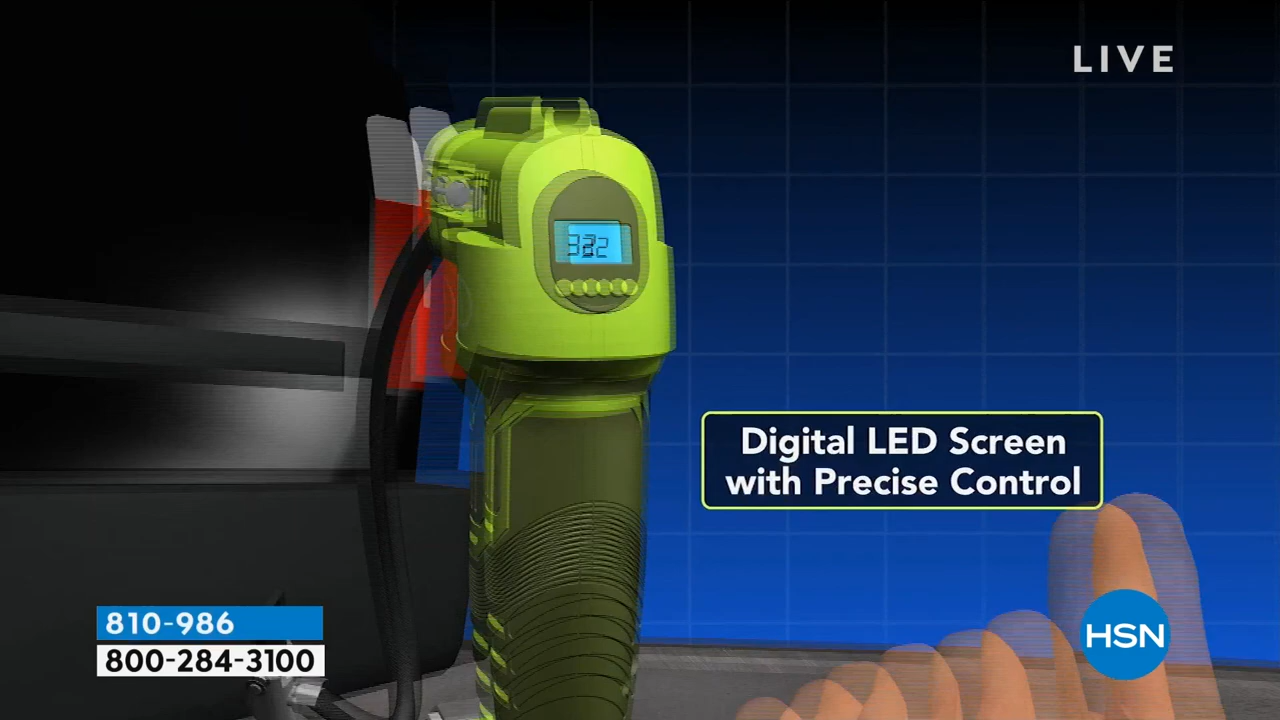 LIVE
Digital LED Screen
with Precise Control
810-986
800-284-3100
HSN